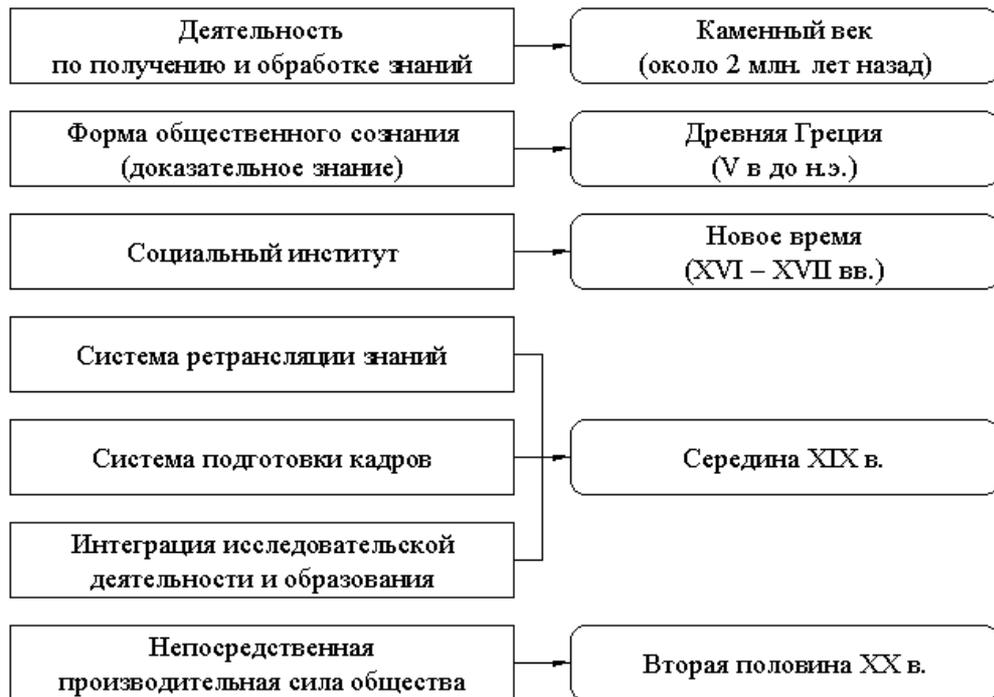 Деятельность
по получению и обработке знаний
Каменный век
(около 2 млн. лет назад)
Форма общественного сознания
(доказательное знание)
Древняя Греция
(V в до н.э.)
Социальный институт
Новое время
(XVI – XVII вв.)
Система ретрансляции знаний
Система подготовки кадров
Интеграция исследовательской
деятельности и образования
Середина XIX в.
Непосредственная
производительная сила общества
Вторая половина XX в.